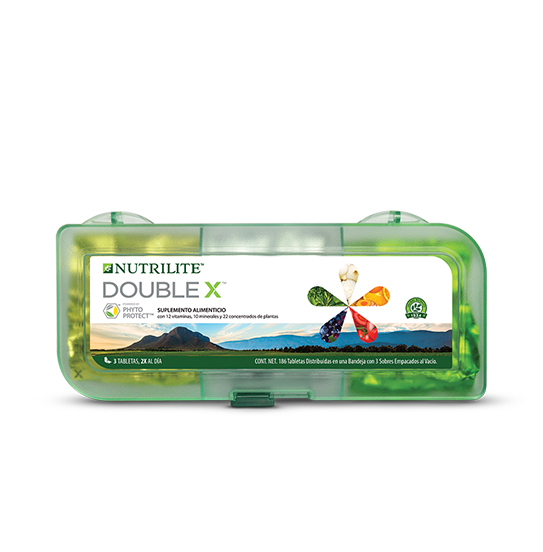 NUTRILITE™
DOUBLE X™
PHYTO
PROTECT™
SUPLEMENTO ALIMENTICIO
con 12 vitaminas, 10 minerales y 22 concentrados de plantas
3 TABLETAS, 2X AL DÍA
CONT. NET. 186 Tabletas Distribuidas en una Bandeja con 3 Sobres Empacados al Vacío.